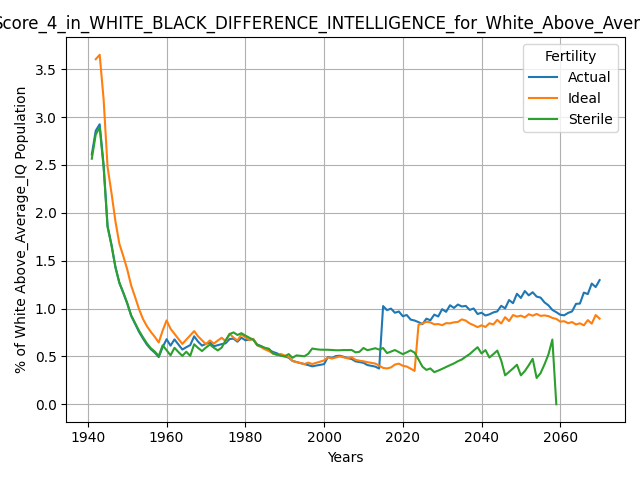 Score_4_in_WHITE_BLACK_DIFFERENCE_INTELLIGENCE_for_White_Above_Aver
% of White Above_Average_IQ Population
3.5
3.0
2.5
2.0
1.5
1.0
0.5
0.0
Fertility
Actual
Ideal
Sterile
1940 1960 1980 2000 2020 2040 2060
Years